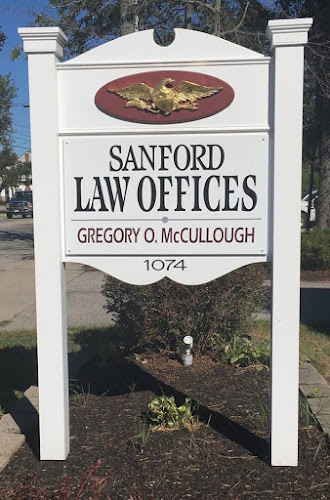 SANFORD
LAW OFFICES
GREGORY O. McCULLOUGH
1074